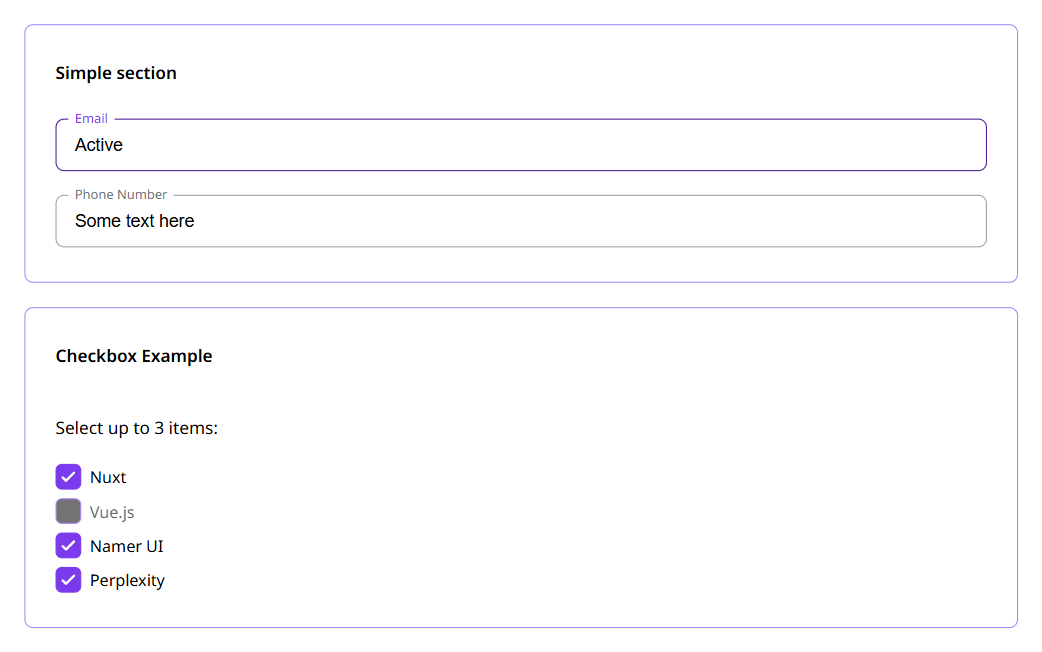 Simple section
Email
Active
Phone Number
Some text here
Checkbox Example
Select up to 3 items:
Nuxt
Vue.js
Namer UI
Perplexity